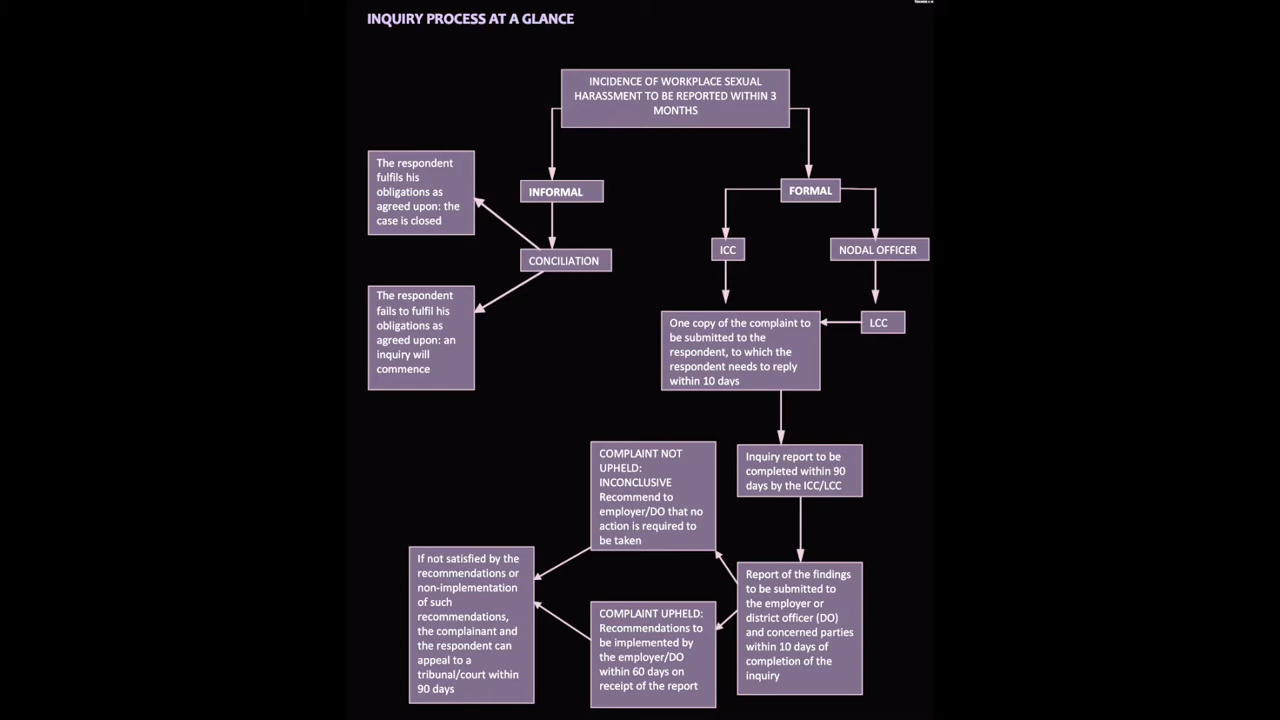 INQUIRY PROCESS AT A GLANCE
INCIDENCE OF WORKPLACE SEXUAL
HARASSMENT TO BE REPORTED WITHIN 3
MONTHS
INFORMAL
FORMAL
The respondent
fulfils his
obligations as
agreed upon: the
case is closed
CONCILIATION
ICC
NODAL OFFICER
The respondent
fails to fulfil his
obligations as
agreed upon: an
inquiry will
commence
LCC
One copy of the complaint to
be submitted to the
respondent, to which the
respondent needs to reply
within 10 days
Inquiry report to be
completed within 90
days by the ICC/LCC
Report of the findings
to be submitted to
the employer or
district officer (DO)
and concerned parties
within 10 days of
completion of the
inquiry
COMPLAINT NOT
UPHELD:
INCONCLUSIVE
Recommend to
employer/DO that no
action is required to
be taken
COMPLAINT UPHELD:
Recommendations to
be implemented by
the employer/DO
within 60 days on
receipt of the report
If not satisfied by the
recommendations or
non-implementation
of such
recommendations,
the complainant and
the respondent can
appeal to a
tribunal/court within
90 days